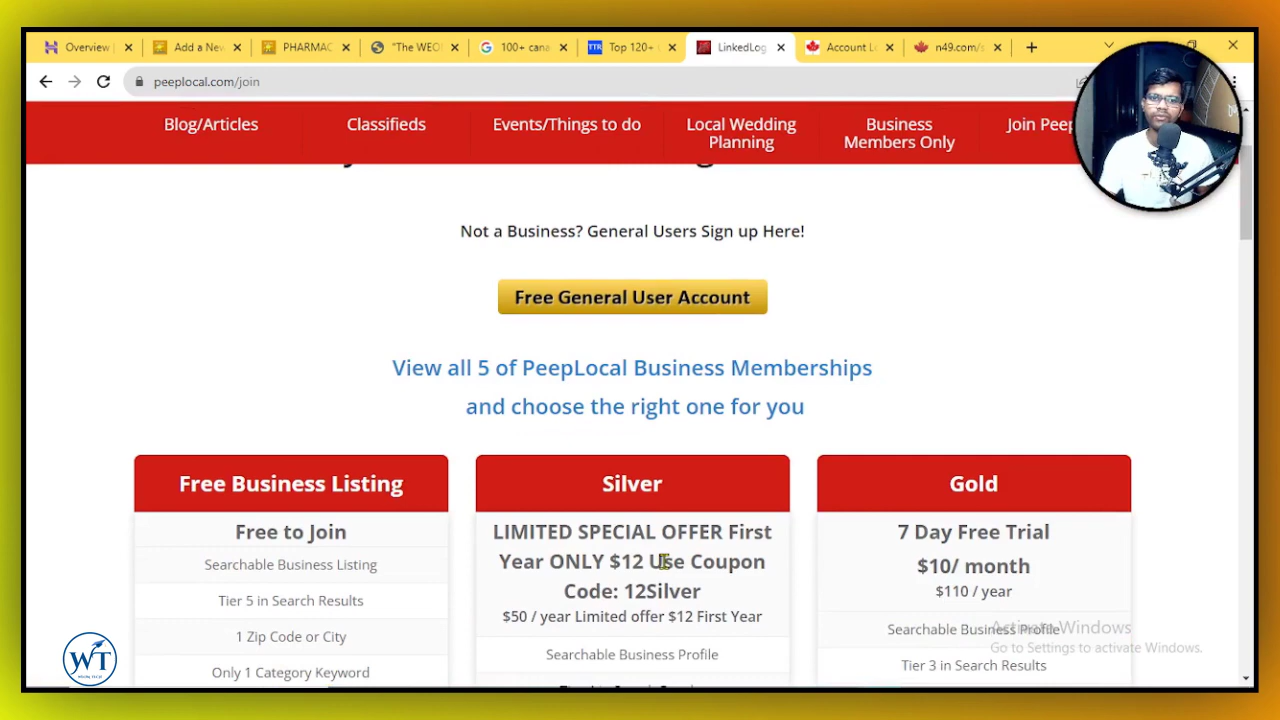 Overview
Add a New
PHARMAC
"The WEO
100+ cana
Top 120+
LinkedLog
Account L
n49.com/s
peeplocal.com/join
Blog/Articles
Classifieds
Events/Things to do
Local Wedding
Planning
Business
Members Only
Join Peep
Not a Business? General Users Sign up Here!
Free General User Account
View all 5 of PeepLocal Business Memberships
and choose the right one for you
Free Business Listing
Free to Join
Searchable Business Listing
Tier 5 in Search Results
1 Zip Code or City
Only 1 Category Keyword
Silver
LIMITED SPECIAL OFFER First
Year ONLY $12 Use Coupon
Code: 12Silver
$50 / year Limited offer $12 First Year
Searchable Business Profile
Gold
7 Day Free Trial
$10/ month
$110 / year
Searchable Business Profile
Tier 3 in Search Results
Activate Windows
Go to Settings to activate Windows.
WT